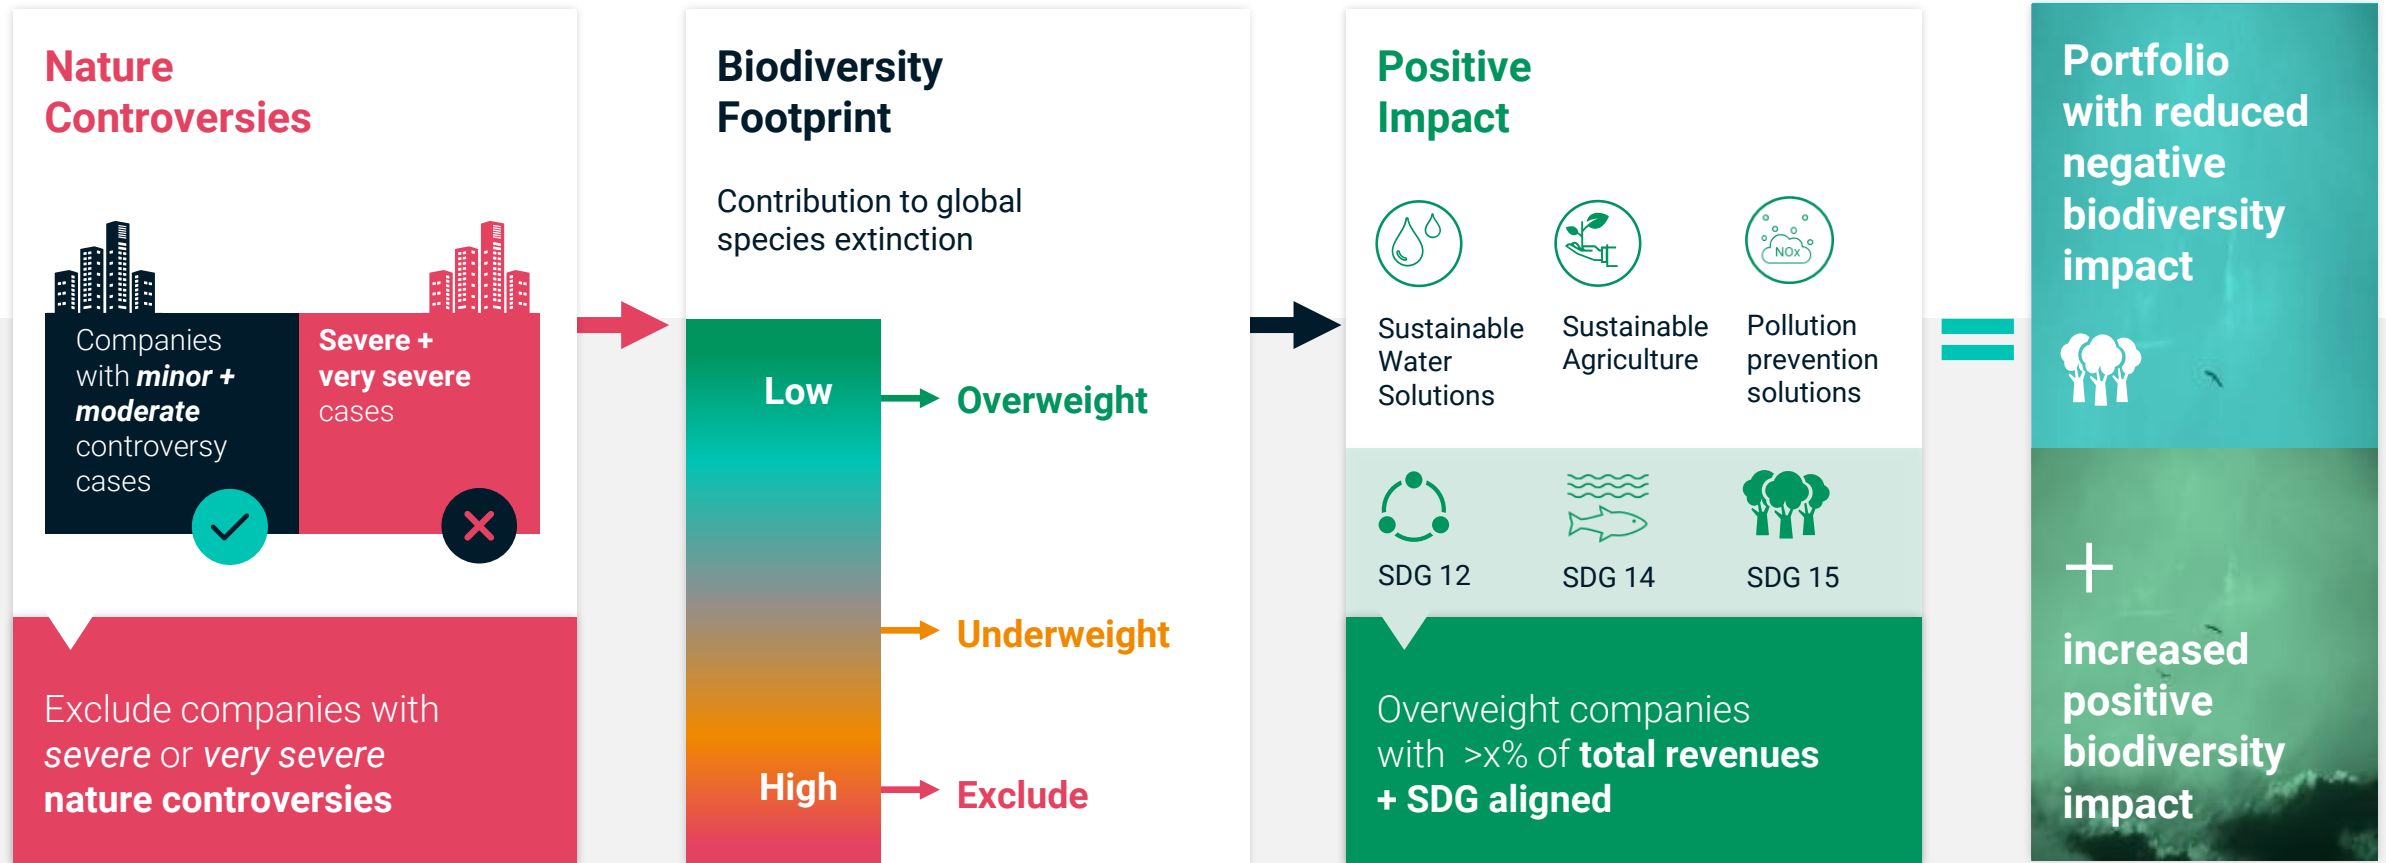 Nature
Controversies
Companies
with minor +
moderate
controversy
cases
Severe +
very severe
cases
Exclude companies with
severe or very severe
nature controversies
Biodiversity
Footprint
Contribution to global
species extinction
Low
Overweight
Underweight
High
Exclude
Positive
Impact
NOx
Sustainable
Water
Solutions
Sustainable
Agriculture
Pollution
prevention
solutions
SDG 12
SDG 14
SDG 15
Overweight companies
with >x% of total revenues
+ SDG aligned
Portfolio
with reduced
negative
biodiversity
impact
+
increased
positive
biodiversity
impact